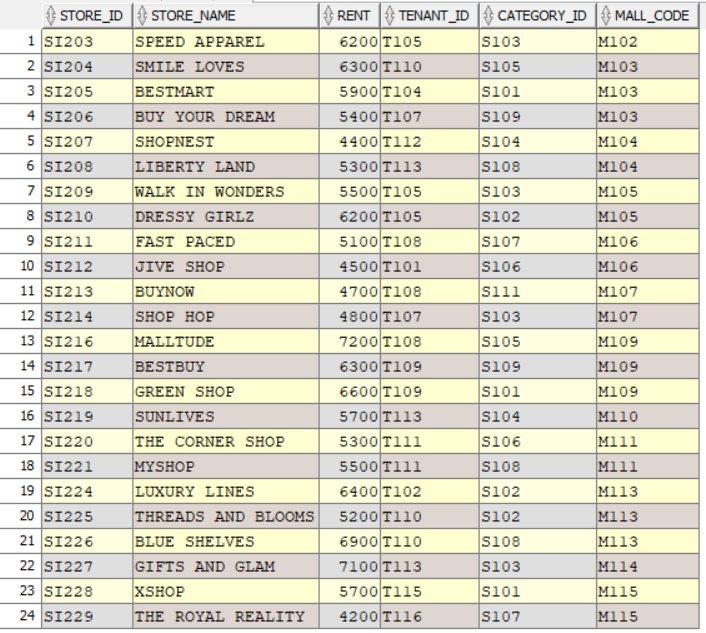 STORE_ID STORE_NAME RENT TENANT_ID CATEGORY_ID MALL_CODE
1 SI203 SPEED APPAREL 6200 T105 S103 M102
2 SI204 SMILE LOVES 6300 T110 S105 M103
3 SI205 BESTMART 5900 T104 S101 M103
4 SI206 BUY YOUR DREAM 5400 T107 S109 M103
5 SI207 SHOPNEST 4400 T112 S104 M104
6 SI208 LIBERTY LAND 5300 T113 S108 M104
7 SI209 WALK IN WONDERS 5500 T105 S103 M105
8 SI210 DRESSY GIRLZ 6200 T105 S102 M105
9 SI211 FAST PACED 5100 T108 S107 M106
10 SI212 JIVE SHOP 4500 T101 S106 M106
11 SI213 BUYNOW 4700 T108 S111 M107
12 SI214 SHOP HOP 4800 T107 S103 M107
13 SI216 MALLTUDE 7200 T108 S105 M109
14 SI217 BESTBUY 6300 T109 S109 M109
15 SI218 GREEN SHOP 6600 T109 S101 M109
16 SI219 SUNLIVES 5700 T113 S104 M110
17 SI220 THE CORNER SHOP 5300 T111 S106 M111
18 SI221 MYSHOP 5500 T111 S108 M111
19 SI224 LUXURY LINES 6400 T102 S102 M113
20 SI225 THREADS AND BLOOMS 5200 T110 S102 M113
21 SI226 BLUE SHELVES 6900 T110 S108 M113
22 SI227 GIFTS AND GLAM 7100 T113 S103 M114
23 SI228 XSHOP 5700 T115 S101 M115
24 SI229 THE ROYAL REALITY 4200 T116 S107 M115